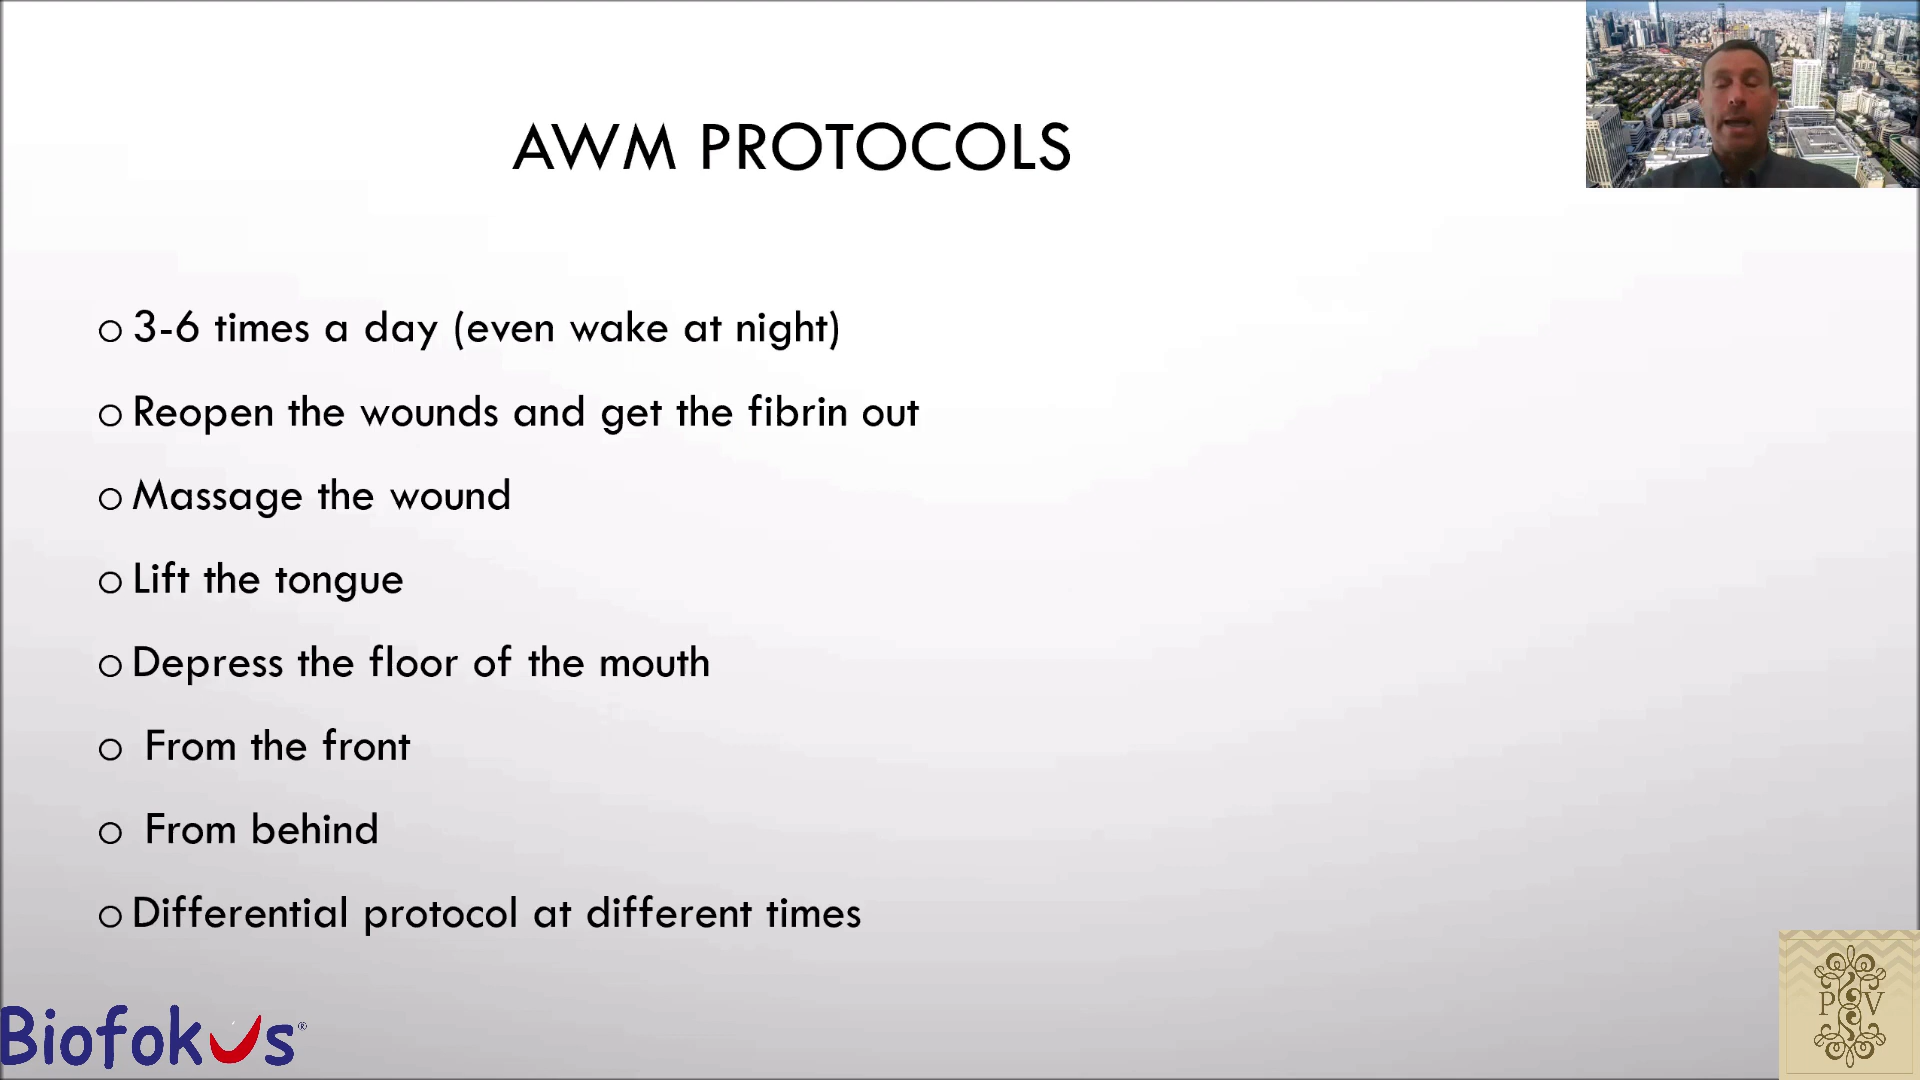 AWM PROTOCOLS
3-6 times a day (even wake at night)
Reopen the wounds and get the fibrin out
Massage the wound
Lift the tongue
Depress the floor of the mouth
From the front
From behind
Differential protocol at different times
Biofokus®
P S V